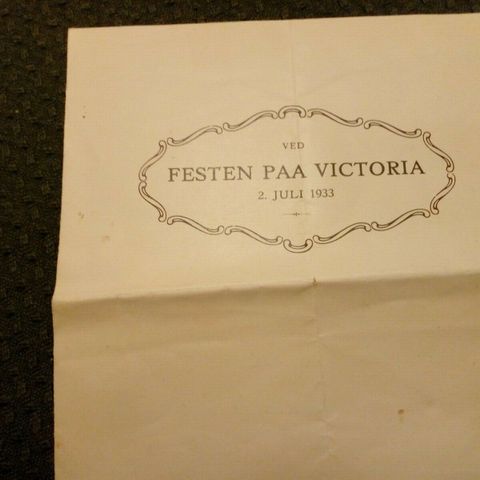 VED
FESTEN PAA VICTORIA
2. JULI 1933